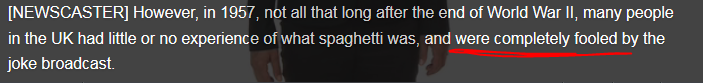 [NEWSCASTER] However, in 1957, not all that long after the end of World War II, many people
in the UK had little or no experience of what spaghetti was, and were completely fooled by the
joke broadcast.